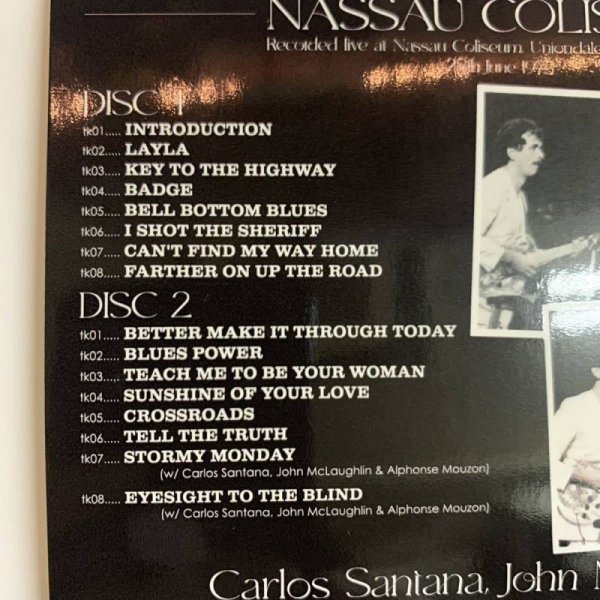 NASSAU COLIS
Recorded live at Nassau Coliseum, Uniondale
June
DISC 1
tk01..... INTRODUCTION
tk02..... LAYLA
tk03..... KEY TO THE HIGHWAY
tk04..... BADGE
tk05..... BELL BOTTOM BLUES
tk06..... I SHOT THE SHERIFF
tk07..... CAN'T FIND MY WAY HOME
tk08..... FARTHER ON UP THE ROAD
DISC 2
tk01..... BETTER MAKE IT THROUGH TODAY
tk02..... BLUES POWER
tk03..... TEACH ME TO BE YOUR WOMAN
tk04..... SUNSHINE OF YOUR LOVE
tk05..... CROSSROADS
tk06..... TELL THE TRUTH
tk07..... STORMY MONDAY
(w/ Carlos Santana, John McLaughlin & Alphonse Mouzon)
tk08..... EYESIGHT TO THE BLIND
(w/ Carlos Santana, John McLaughlin & Alphonse Mouzon)
Carlos Santana, John